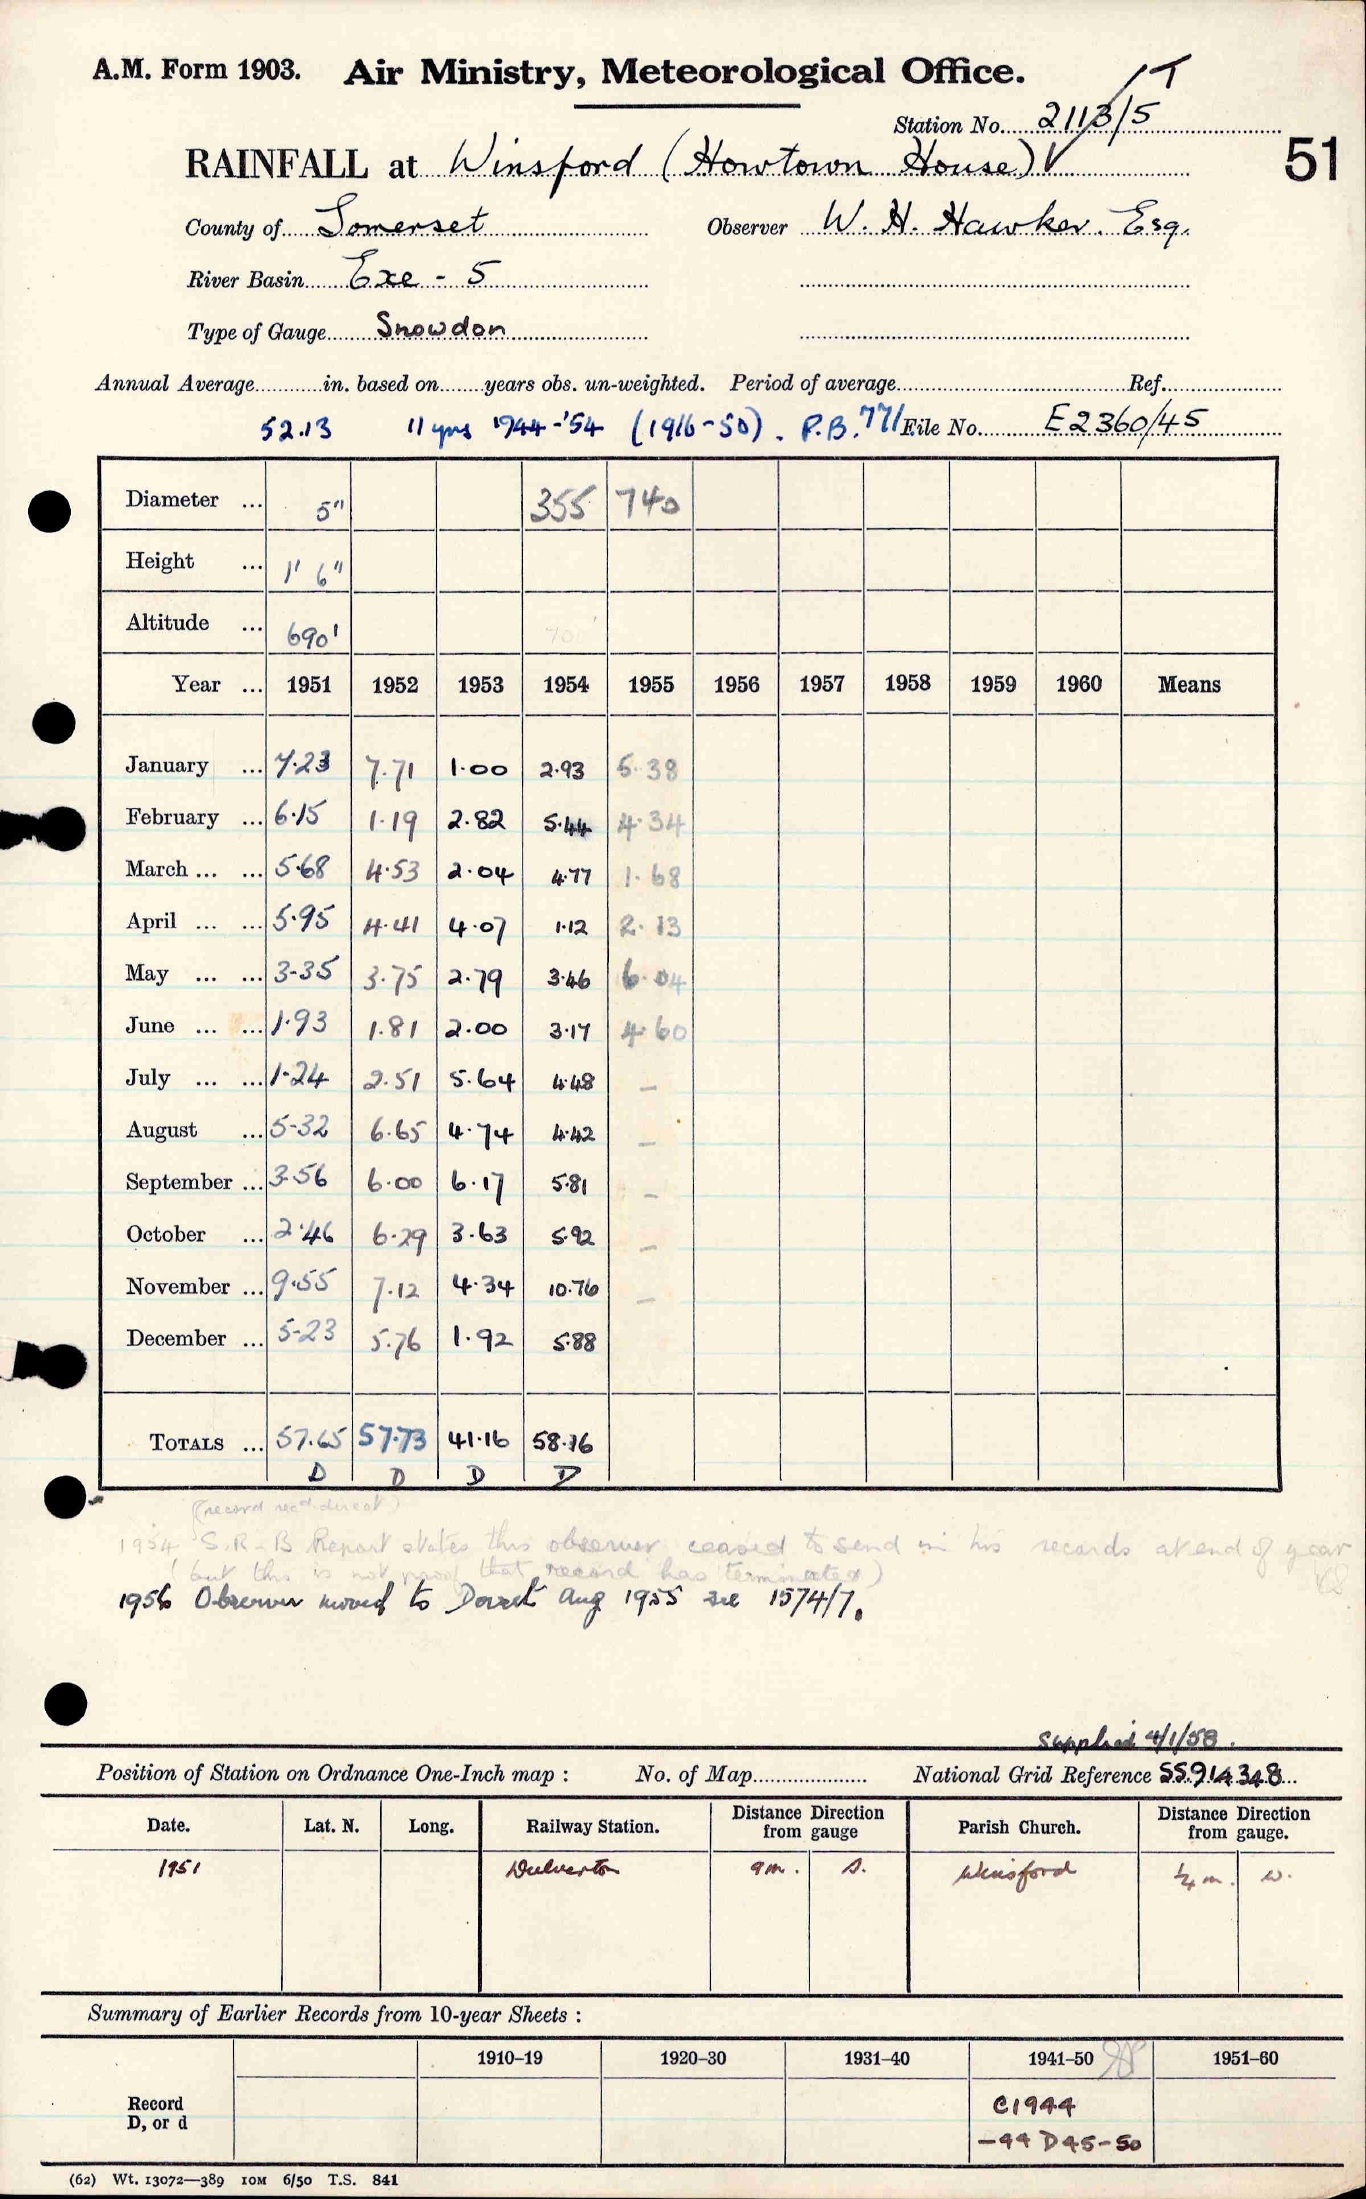 A.M. Form 1903. Air Ministry, Meteorological Office.
Station No. 2113/5 T
51
RAINFALL at Winsford (Howtown House)
County of Somerset Observer W. H. Hawker. Esq.
River Basin Exe - 5
Type of Gauge Snowdon
Annual Average in. based on years obs. un-weighted. Period of average Ref.
52.13 11 yrs 1944-'54 (1916-50). P.B. 771 File No. E2360/45
Diameter ... 5" 355 740
Height ... 1' 6"
Altitude ... 690'
Year ... 1951 1952 1953 1954 1955 1956 1957 1958 1959 1960 Means
January ... 7.23 7.71 1.00 2.93 5.38
February ... 6.15 1.19 2.82 5.44 4.34
March ... ... 5.68 4.53 2.04 4.77 1.68
April ... ... 5.95 4.41 4.07 1.12 2.13
May ... ... 3.35 3.75 2.79 3.46 6.04
June ... ... 1.93 1.81 2.00 3.17 4.60
July ... ... 1.24 2.51 5.64 4.48 -
August ... 5.32 6.65 4.74 4.42 -
September ... 3.56 6.00 6.17 5.81 -
October ... 2.46 6.29 3.63 5.92 -
November ... 9.55 7.12 4.34 10.76 -
December ... 5.23 5.76 1.92 5.88
TOTALS ... 57.65 57.73 41.16 58.16
D D D D
(record recd direct)
1954 S.R-B Report states this observer ceased to send in his records at end of year
(but this is not proof that record has terminated)
1956 Observer moved to Dorset Aug 1955 see 1574/7.
Supplied 4/1/58.
Position of Station on Ordnance One-Inch map : No. of Map National Grid Reference SS.914348
Date. Lat. N. Long. Railway Station. Distance Direction from gauge Parish Church. Distance Direction from gauge.
1951 Dulverton 9m. S. Winsford ¼ m. W.
Summary of Earlier Records from 10-year Sheets :
1910–19 1920–30 1931–40 1941–50 1951–60
Record
D, or d
C1944
-44 D45-50
(62) Wt. 13072—389 10M 6/50 T.S. 841